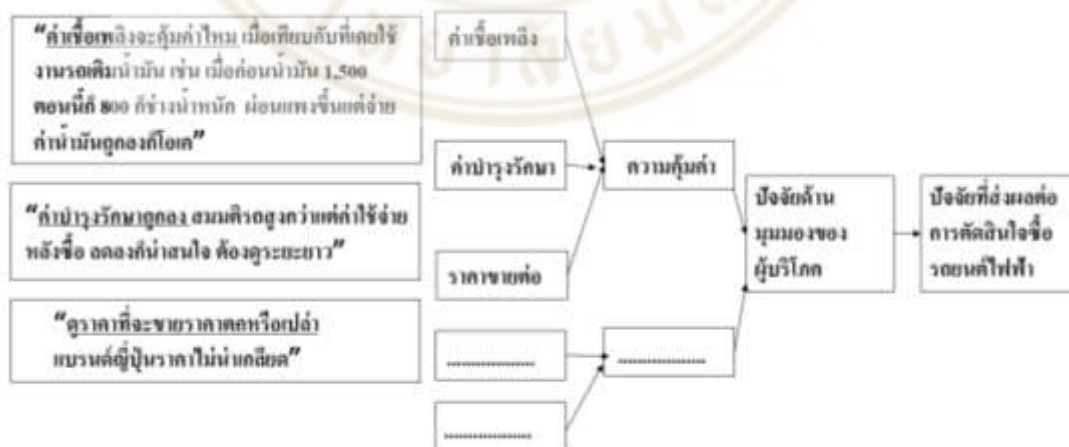 “ค่าเชื้อเพลิงจะคุ้มค่าไหม เมื่อเทียบกับที่เคยใช้
งานรถเติมน้ำมัน เช่น เมื่อก่อนน้ำมัน 1,500
ตอนนี้ก็ 800 ก็ช่างน้ำหนัก ผ่อนแพงขึ้นแต่จ่าย
ค่าน้ำมันถูกลงก็โอเค”
“ค่าบำรุงรักษาถูกลง สมมติรถสูงกว่าแต่ค่าใช้จ่าย
หลังซื้อ ลดลงก็น่าสนใจ ต้องดูระยะยาว”
“ดูราคาที่จะขายราคาตกหรือเปล่า
แบรนด์ญี่ปุ่นราคาไม่น่าเกลียด”
ค่าเชื้อเพลิง
ค่าบำรุงรักษา
ราคาขายต่อ
...................
...................
ความคุ้มค่า
...................
ปัจจัยด้าน
มุมมองของ
ผู้บริโภค
ปัจจัยที่ส่งผลต่อ
การตัดสินใจซื้อ
รถยนต์ไฟฟ้า